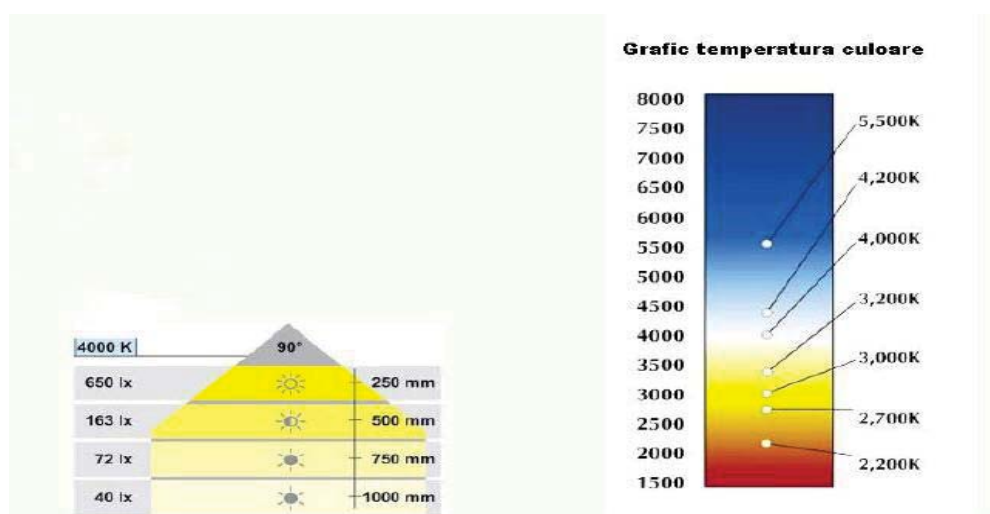 4000 K
90°
650 lx
250 mm
163 lx
500 mm
72 lx
750 mm
40 lx
1000 mm
Grafic temperatura culoare
8000
7500
7000
6500
6000
5500
5000
4500
4000
3500
3000
2500
2000
1500
5,500K
4,200K
4,000K
3,200K
3,000K
2,700K
2,200K